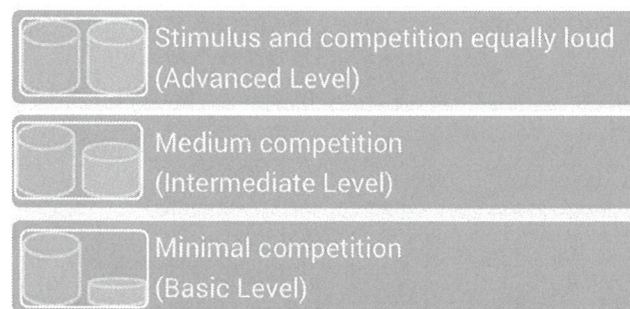 Stimulus and competition equally loud
(Advanced Level)
Medium competition
(Intermediate Level)
Minimal competition
(Basic Level)